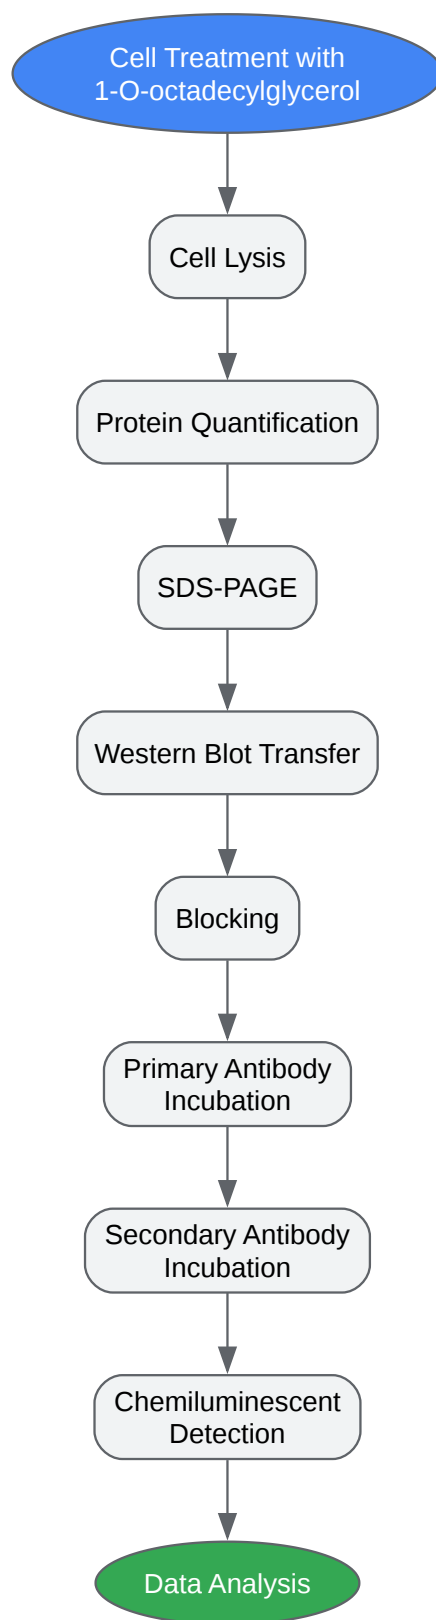 Cell Treatment with
1-O-octadecylglycerol
Cell Lysis
Protein Quantification
SDS-PAGE
Western Blot Transfer
Blocking
Primary Antibody
Incubation
Secondary Antibody
Incubation
Chemiluminescent
Detection
Data Analysis